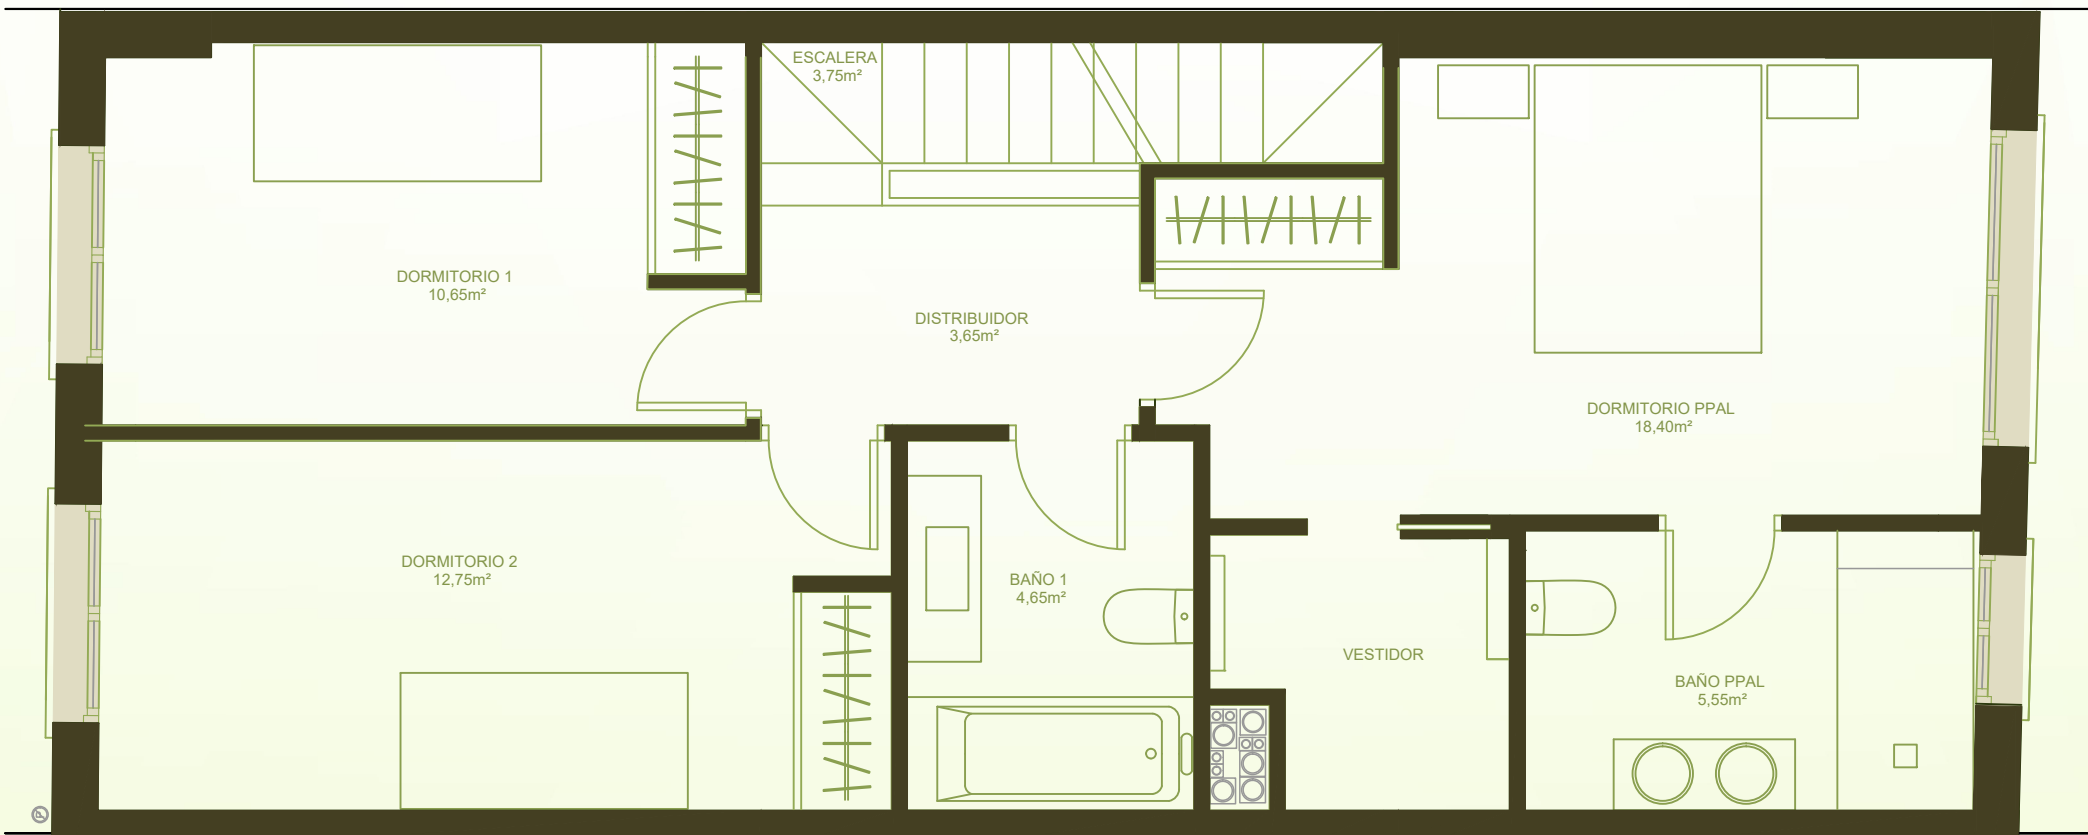 ESCALERA
3,75m²
DORMITORIO 1
10,65m²
DISTRIBUIDOR
3,65m²
DORMITORIO PPAL
18,40m²
DORMITORIO 2
12,75m²
BAÑO 1
4,65m²
VESTIDOR
BAÑO PPAL
5,55m²